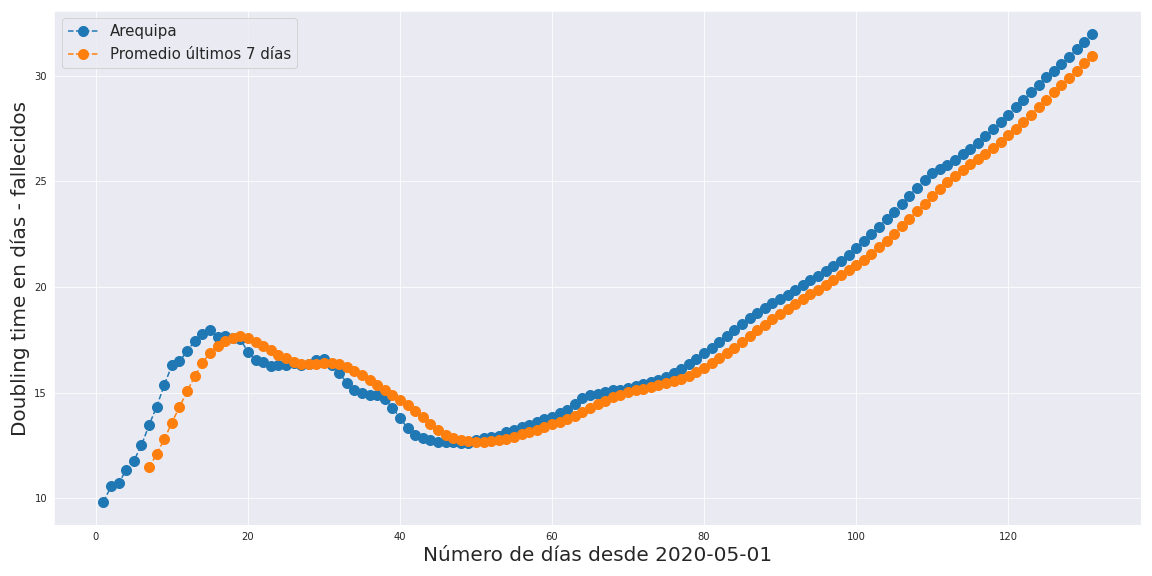 Arequipa
Promedio últimos 7 días
Doubling time en días - fallecidos
30
25
20
15
10
0 20 40 60 80 100 120
Número de días desde 2020-05-01